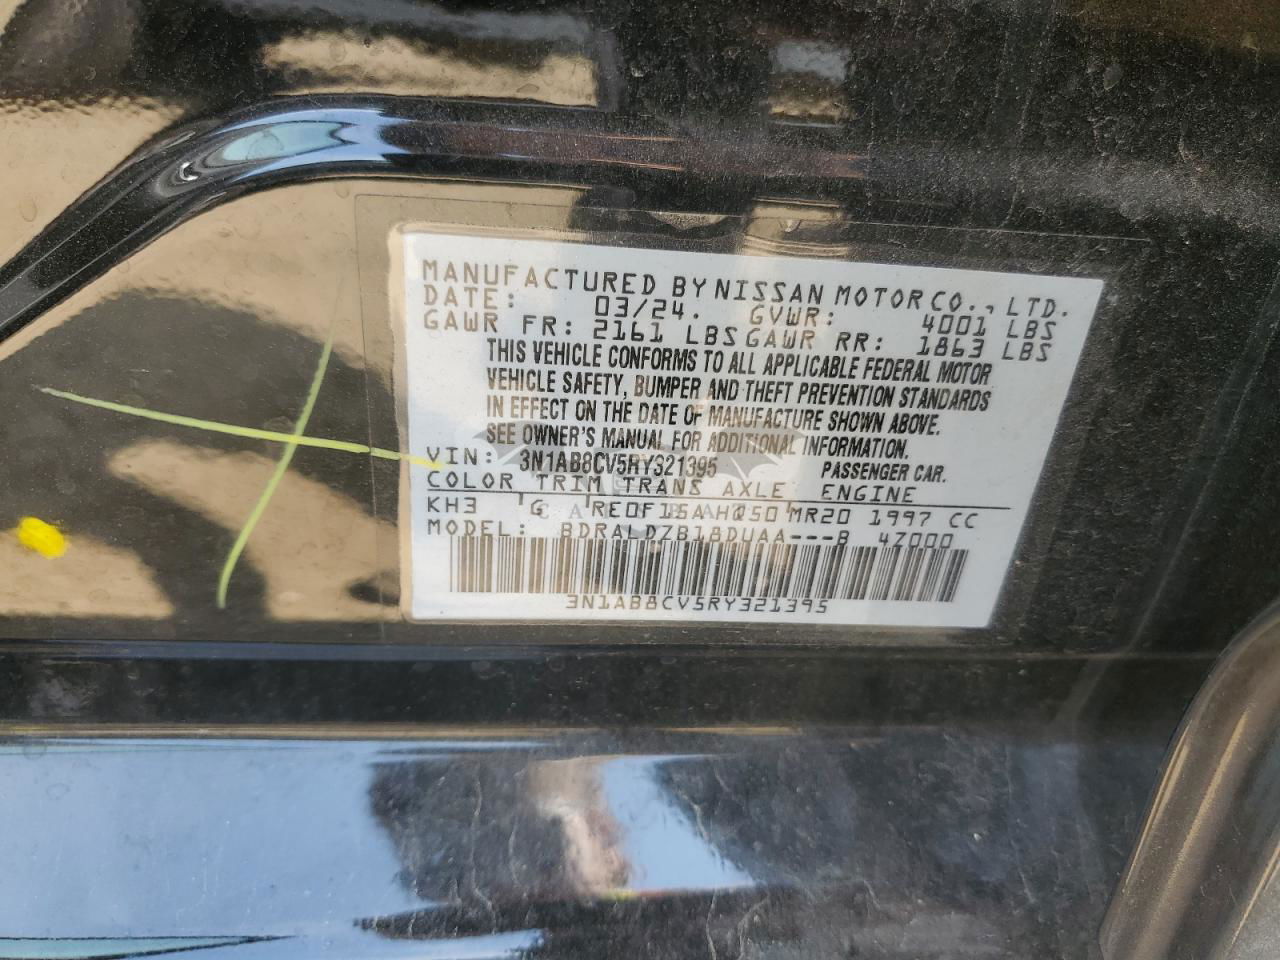 MANUFACTURED BY NISSAN MOTOR CO., LTD.
DATE: 03/24. GVWR: 4001 LBS
GAWR FR: 2161 LBS GAWR RR: 1863 LBS
THIS VEHICLE CONFORMS TO ALL APPLICABLE FEDERAL MOTOR
VEHICLE SAFETY, BUMPER AND THEFT PREVENTION STANDARDS
IN EFFECT ON THE DATE OF MANUFACTURE SHOWN ABOVE.
SEE OWNER'S MANUAL FOR ADDITIONAL INFORMATION.
VIN: 3N1AB8CV5RY321395 PASSENGER CAR.
COLOR TRIM TRANS AXLE ENGINE
KH3 G RE0F15A HQ50 MR20 1997 CC
MODEL: BDRALDZB18DUAA---B 4Z000
3N1AB8CV5RY321395